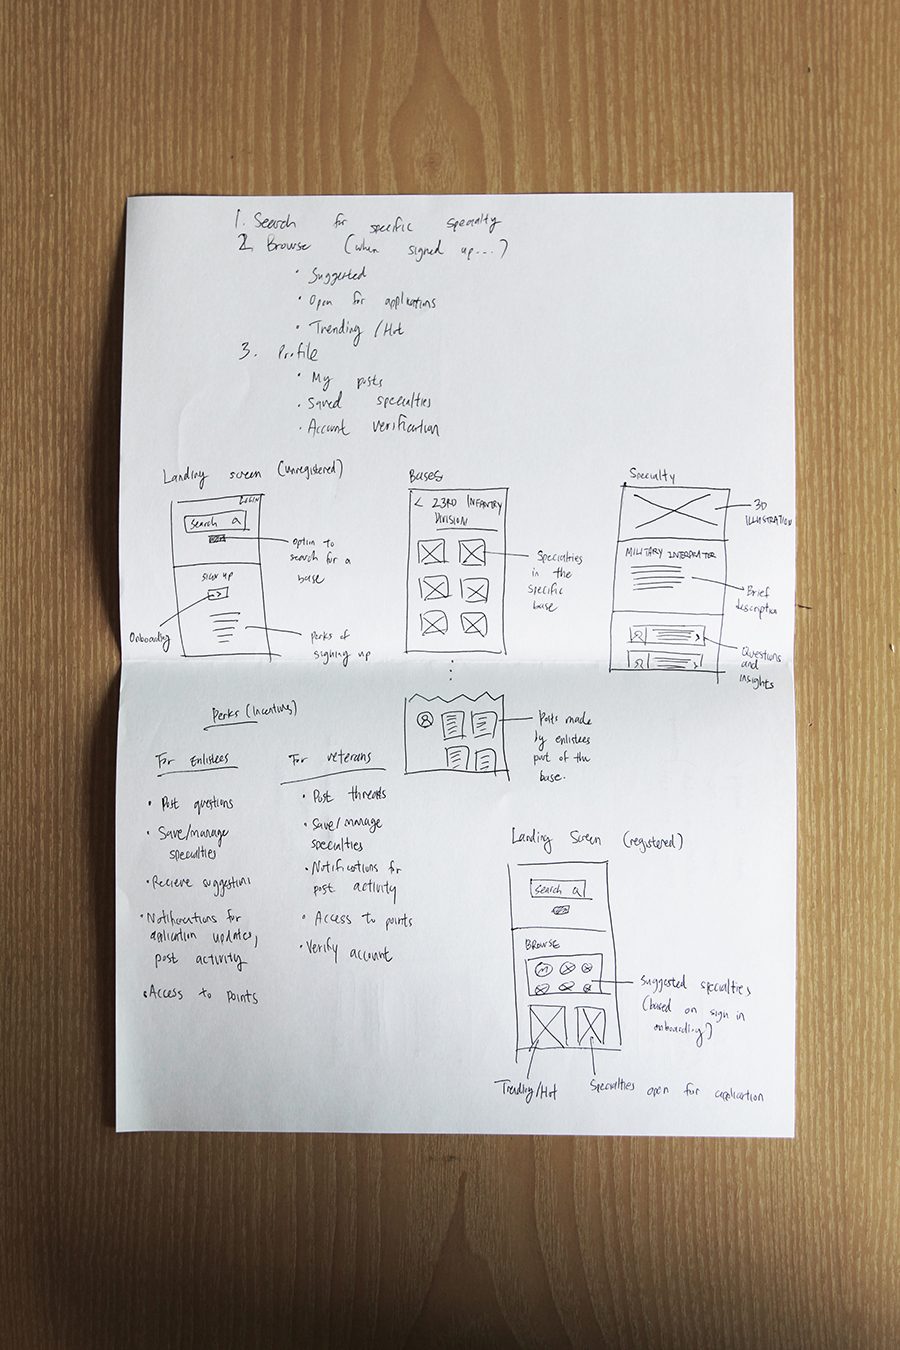 1. Search for specific specialty
2. Browse (when signed up...)
• Suggested
• Open for applications
• Trending / Hot
3. Profile
• My posts
• Saved specialties
• Account verification
Landing screen (unregistered)
LOGIN
Search
Option to
search for a
base
SIGN UP
Onboarding
Perks of
signing up
Bases
< 23RD INFANTRY
DIVISION
Specialties
in the
specific
base
Posts made
by enlistees
part of the
base.
Specialty
3D
ILLUSTRATION
MILITARY INTERPRETER
Brief
description
Questions
and
insights
Perks (Incentives)
For Enlistees
• Post questions
• Save/manage
specialties
• Recieve suggestions
• Notifications for
application updates,
post activity
• Access to points
For veterans
• Post threads
• Save/manage
specialties
• Notifications for
post activity
• Access to points
• Verify account
Landing Screen (registered)
Search
BROWSE
Suggested specialties
(based on sign in
onboarding)
Trending/Hot
Specialties open for application